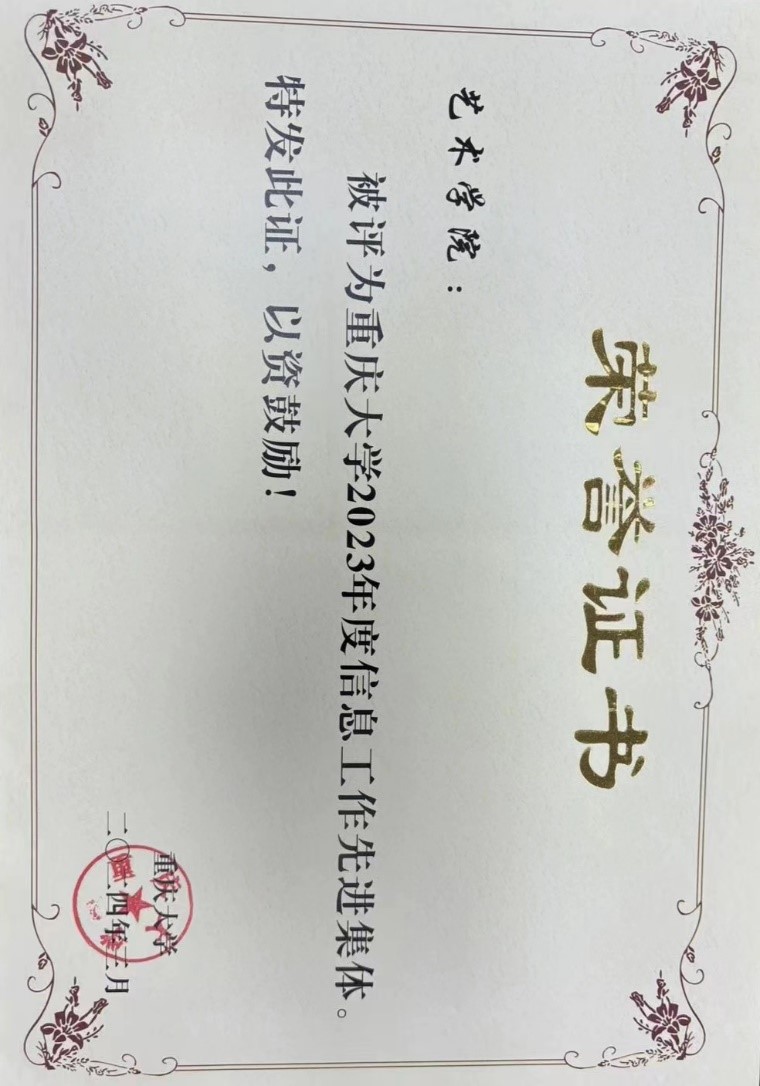 荣誉证书
艺术学院：
被评为重庆大学2023年度信息工作先进集体。
特发此证，以资鼓励！
重庆大学
二〇二四年三月